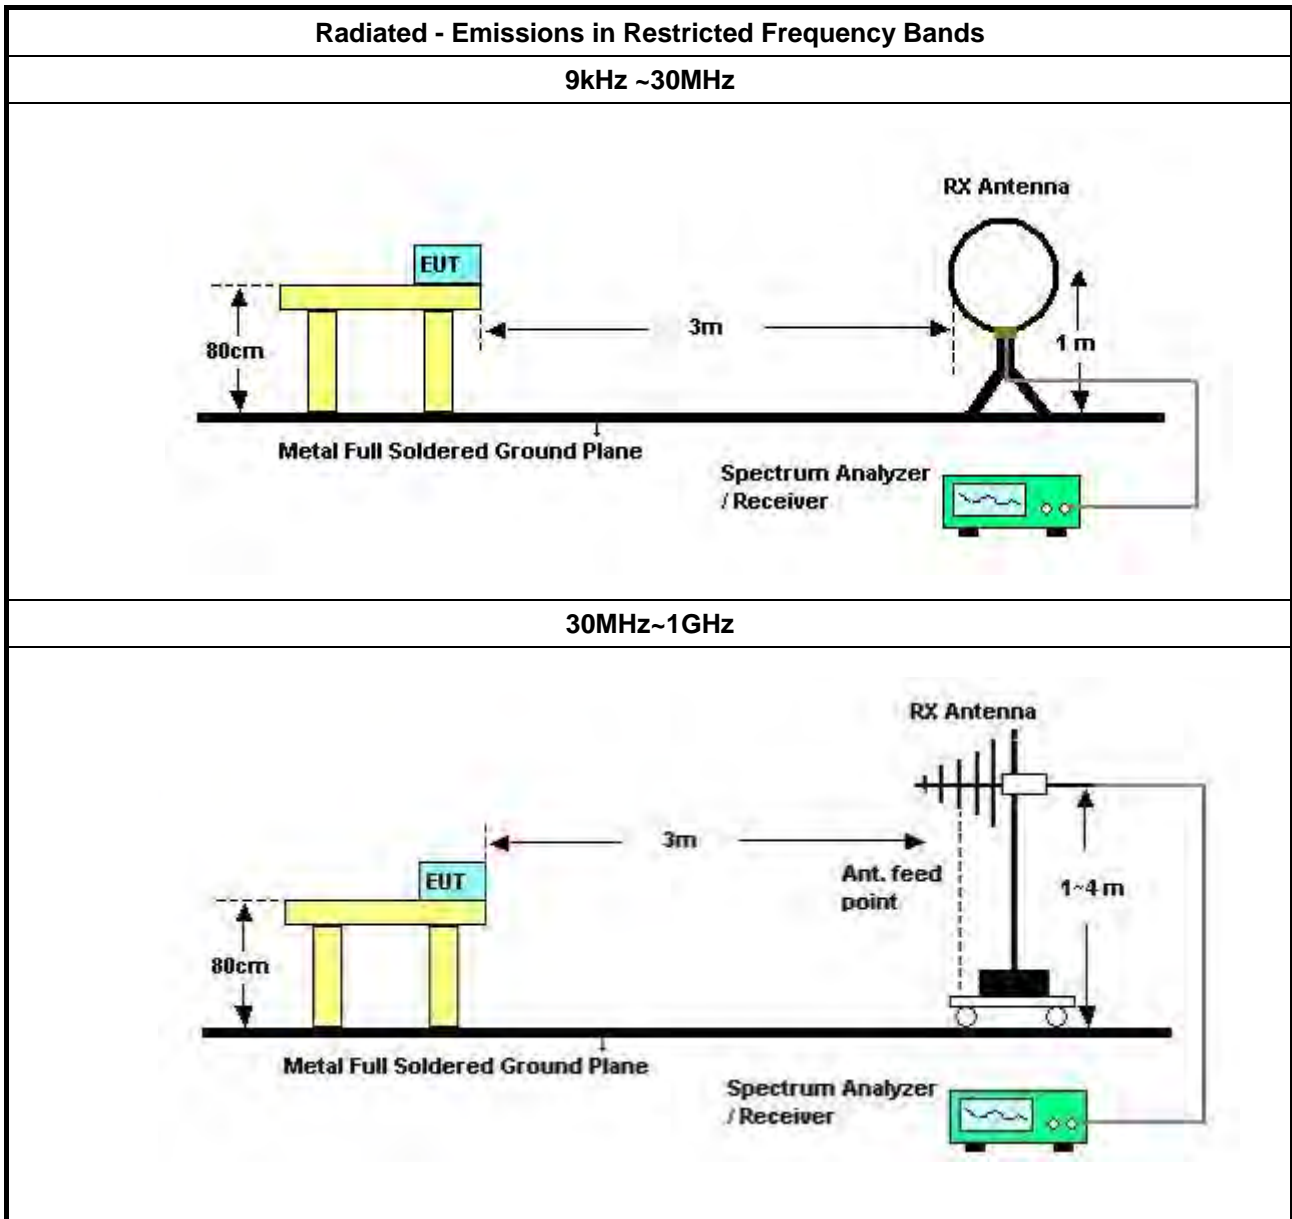 Radiated - Emissions in Restricted Frequency Bands
9kHz ~30MHz
RX Antenna
EUT
3m
80cm
1 m
Metal Full Soldered Ground Plane
Spectrum Analyzer
/ Receiver
30MHz~1GHz
RX Antenna
3m
EUT
Ant. feed
point
1~4 m
80cm
Metal Full Soldered Ground Plane
Spectrum Analyzer
/ Receiver